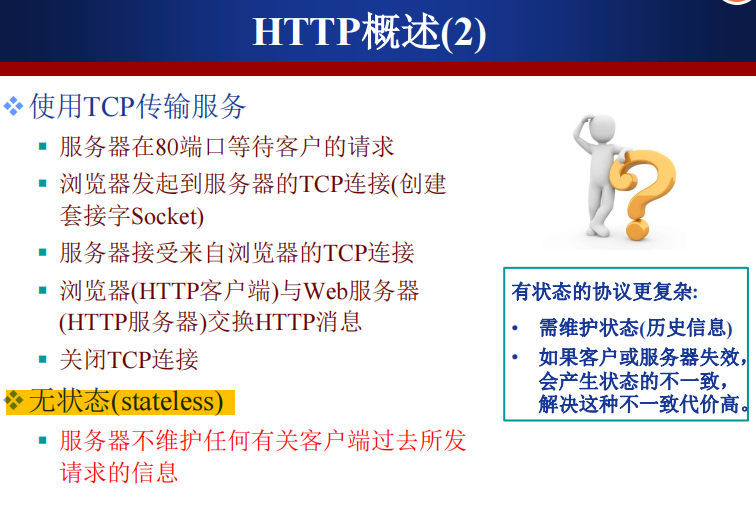 HTTP概述(2)
使用TCP传输服务
服务器在80端口等待客户的请求
浏览器发起到服务器的TCP连接(创建
套接字Socket)
服务器接受来自浏览器的TCP连接
浏览器(HTTP客户端)与Web服务器
(HTTP服务器)交换HTTP消息
关闭TCP连接
无状态(stateless)
服务器不维护任何有关客户端过去所发
请求的信息
有状态的协议更复杂:
需维护状态(历史信息)
如果客户或服务器失效，
会产生状态的不一致，
解决这种不一致代价高。